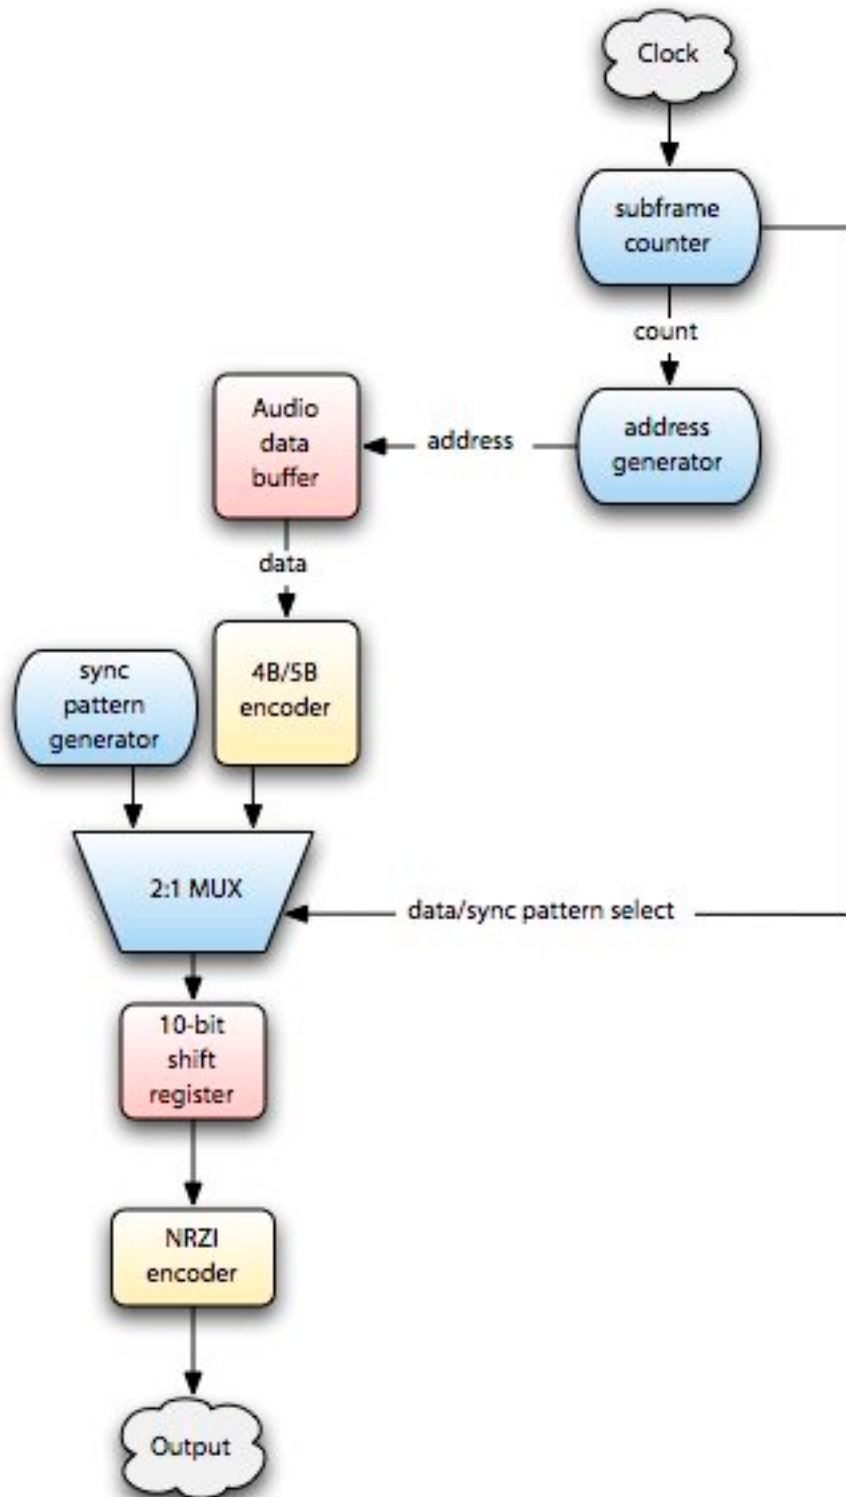 Clock
subframe
counter
count
Audio
data
buffer
address
address
generator
data
sync
pattern
generator
4B/5B
encoder
2:1 MUX
data/sync pattern select
10-bit
shift
register
NRZI
encoder
Output